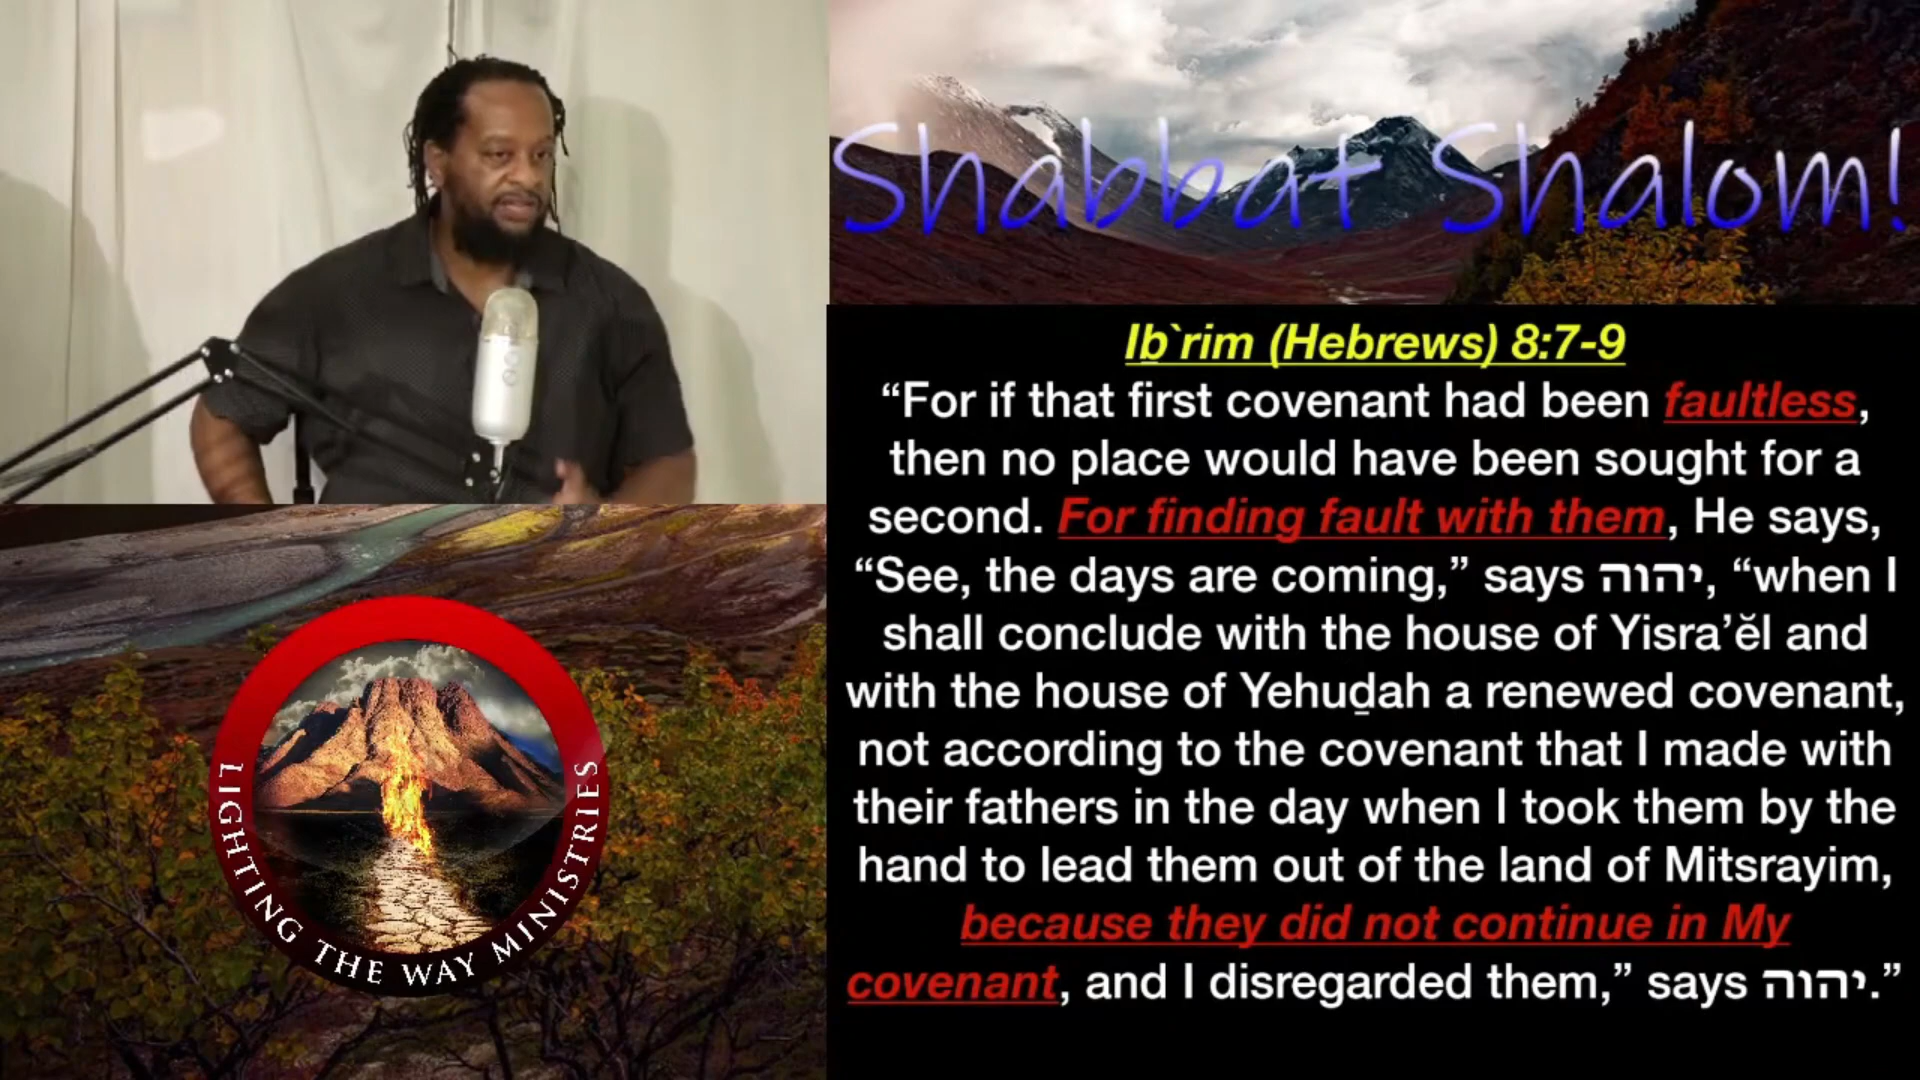 Shabbat Shalom!
Iḇ`rim (Hebrews) 8:7-9
“For if that first covenant had been faultless,
then no place would have been sought for a
second. For finding fault with them, He says,
“See, the days are coming,” says יהוה, “when I
shall conclude with the house of Yisra’ĕl and
with the house of Yehuḏah a renewed covenant,
not according to the covenant that I made with
their fathers in the day when I took them by the
hand to lead them out of the land of Mitsrayim,
because they did not continue in My
covenant, and I disregarded them,” says יהוה.”
LIGHTING THE WAY MINISTRIES